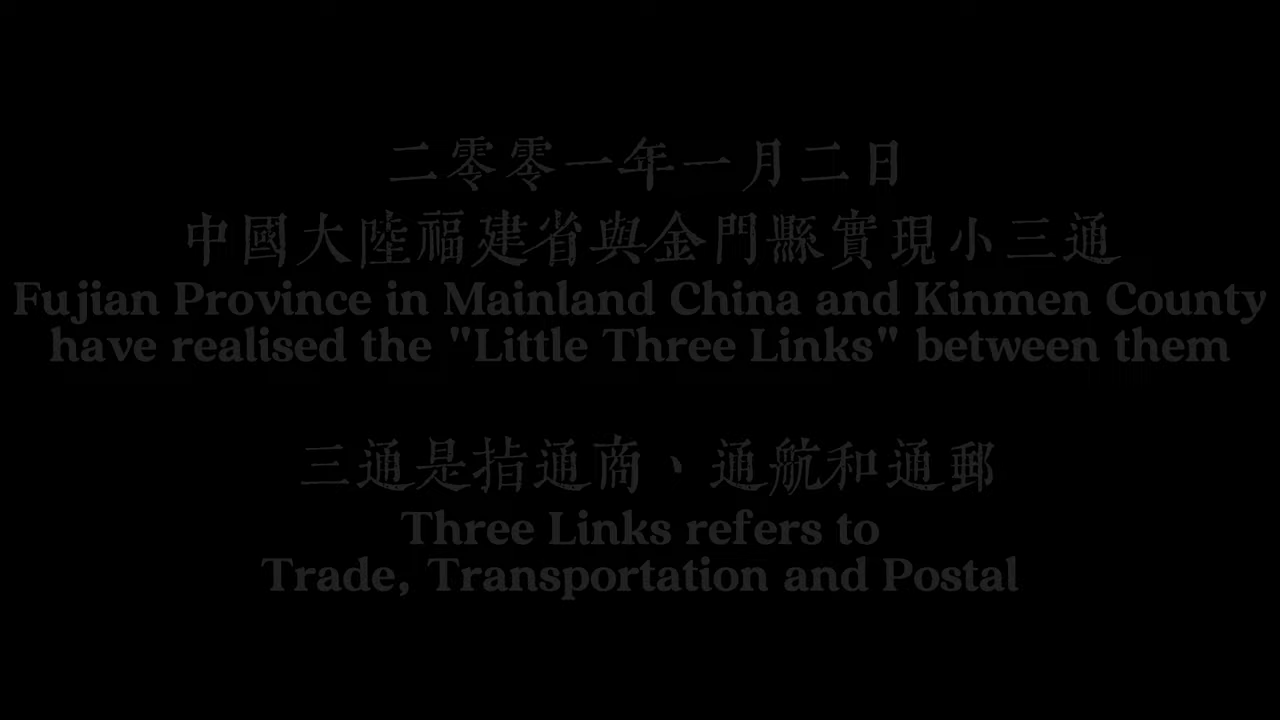 二零零一年一月二日
中國大陸福建省與金門縣實現小三通
Fujian Province in Mainland China and Kinmen County
have realised the "Little Three Links" between them
三通是指通商、通航和通郵
Three Links refers to
Trade, Transportation and Postal